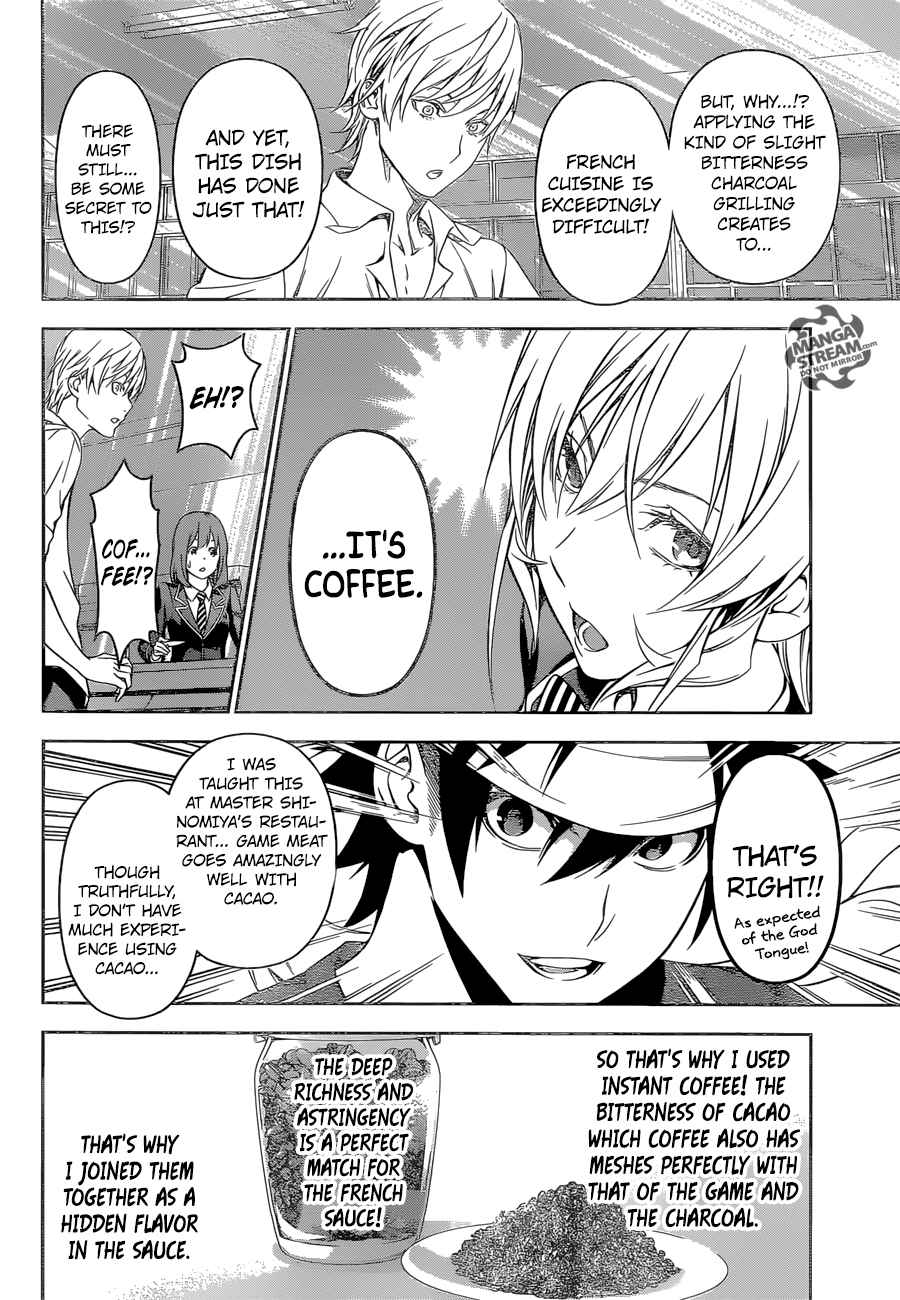 BUT, WHY...!?
APPLYING THE
KIND OF SLIGHT
BITTERNESS
CHARCOAL
GRILLING
CREATES
TO...
FRENCH
CUISINE IS
EXCEEDINGLY
DIFFICULT!
AND YET,
THIS DISH
HAS DONE
JUST THAT!
THERE
MUST
STILL...
BE SOME
SECRET TO
THIS!?
MANGA
STREAM.com
DO NOT MIRROR!
...IT'S
COFFEE.
EH!?
COF...
FEE!?
THAT'S
RIGHT!!
As expected
of the God
Tongue!
I WAS
TAUGHT THIS
AT MASTER SHI-
NOMIYA'S RESTAU-
RANT... GAME MEAT
GOES AMAZINGLY
WELL WITH
CACAO.
THOUGH
TRUTHFULLY,
I DON'T HAVE
MUCH EXPERI-
ENCE USING
CACAO...
SO THAT'S WHY I USED
INSTANT COFFEE! THE
BITTERNESS OF CACAO
WHICH COFFEE ALSO HAS
MESHES PERFECTLY WITH
THAT OF THE GAME AND
THE CHARCOAL.
THE DEEP
RICHNESS AND
ASTRINGENCY
IS A PERFECT
MATCH FOR
THE FRENCH
SAUCE!
THAT'S WHY
I JOINED THEM
TOGETHER AS A
HIDDEN FLAVOR
IN THE SAUCE.